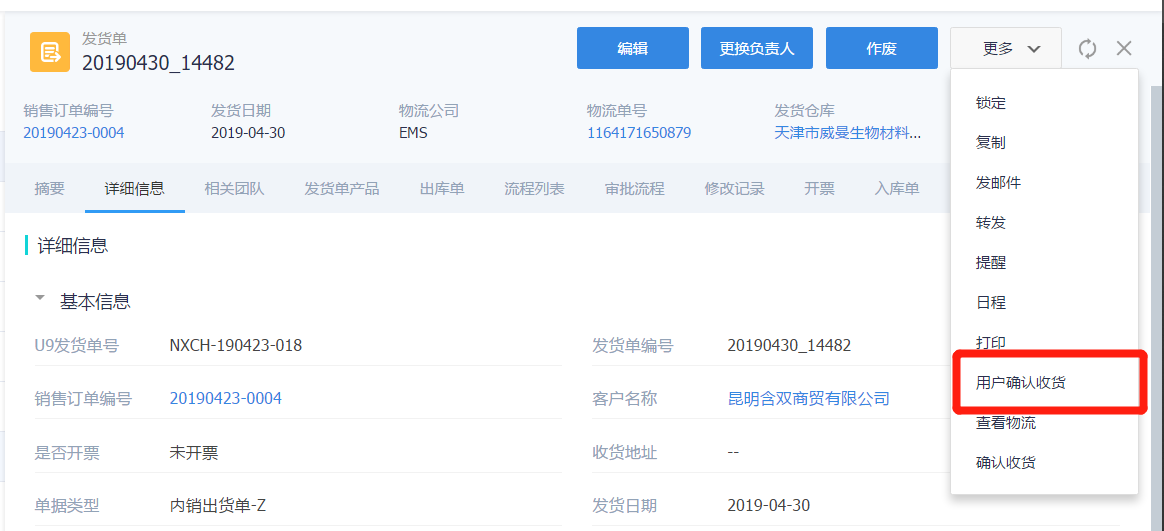 发货单
20190430_14482
编辑
更换负责人
作废
更多
销售订单编号
发货日期
物流公司
物流单号
发货仓库
20190423-0004
2019-04-30
EMS
1164171650879
天津市威曼生物材料...
摘要
详细信息
相关团队
发货单产品
出库单
流程列表
审批流程
修改记录
开票
入库单
锁定
复制
发邮件
转发
提醒
日程
打印
用户确认收货
查看物流
确认收货
详细信息
基本信息
U9发货单号
NXCH-190423-018
发货单编号
20190430_14482
销售订单编号
20190423-0004
客户名称
昆明含双商贸有限公司
是否开票
未开票
收货地址
--
单据类型
内销出货单-Z
发货日期
2019-04-30